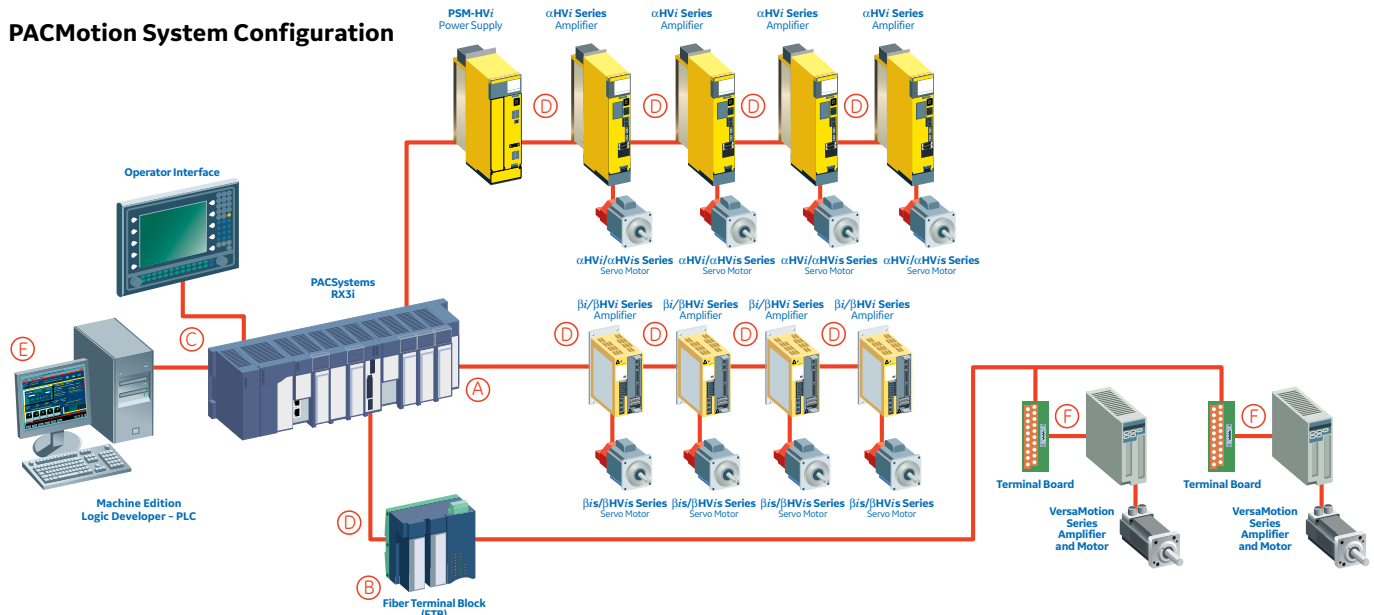 PACMotion System Configuration
PSM-HVi
Power Supply
αHVi Series
Amplifier
αHVi Series
Amplifier
αHVi Series
Amplifier
αHVi Series
Amplifier
D
D
D
D
Operator Interface
αHVi/αHVis Series
Servo Motor
αHVi/αHVis Series
Servo Motor
αHVi/αHVis Series
Servo Motor
αHVi/αHVis Series
Servo Motor
PACSystems
RX3i
βi/βHVi Series
Amplifier
βi/βHVi Series
Amplifier
βi/βHVi Series
Amplifier
βi/βHVi Series
Amplifier
D
D
D
D
E
C
A
F
F
Terminal Board
Terminal Board
Machine Edition
Logic Developer – PLC
βis/βHVis Series
Servo Motor
βis/βHVis Series
Servo Motor
βis/βHVis Series
Servo Motor
βis/βHVis Series
Servo Motor
VersaMotion
Series
Amplifier
and Motor
VersaMotion
Series
Amplifier
and Motor
D
B
Fiber Terminal Block
(FTB)